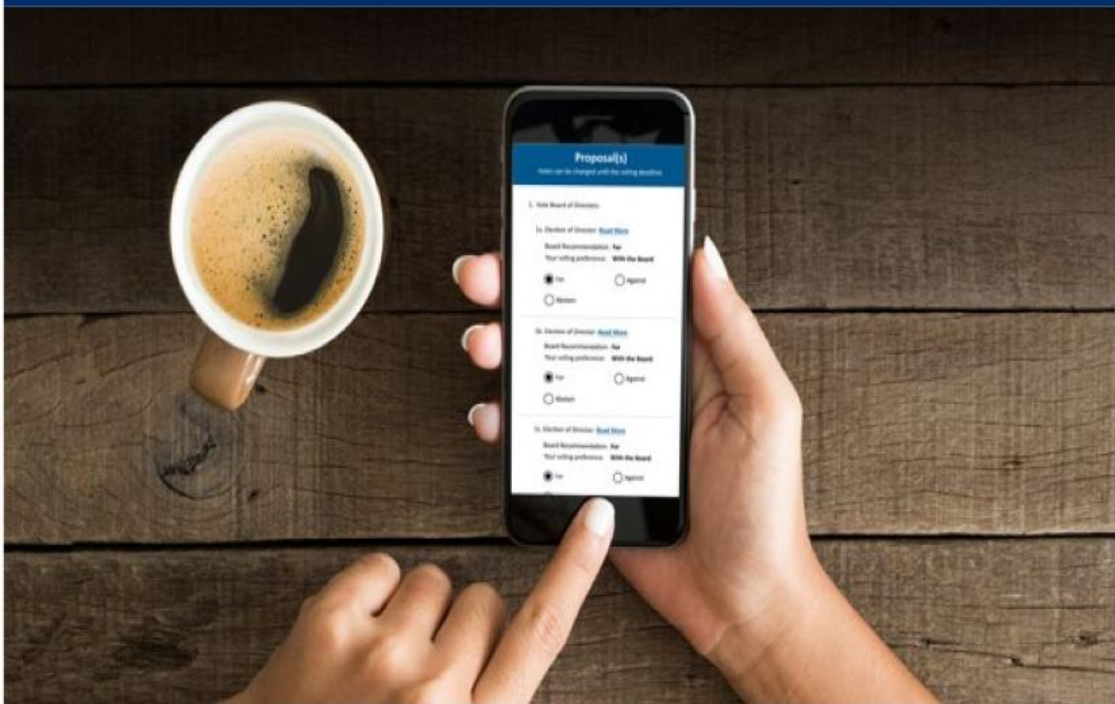 Proposal(s)
Votes can be changed until the voting deadline
1. Vote Board of Directors:
1a. Election of Director: Read More
Board Recommendation: For
Your voting preference: With the Board
For
Against
Abstain
1b. Election of Director: Read More
Board Recommendation: For
Your voting preference: With the Board
For
Against
Abstain
1c. Election of Director: Read More
Board Recommendation: For
Your voting preference: With the Board
For
Against